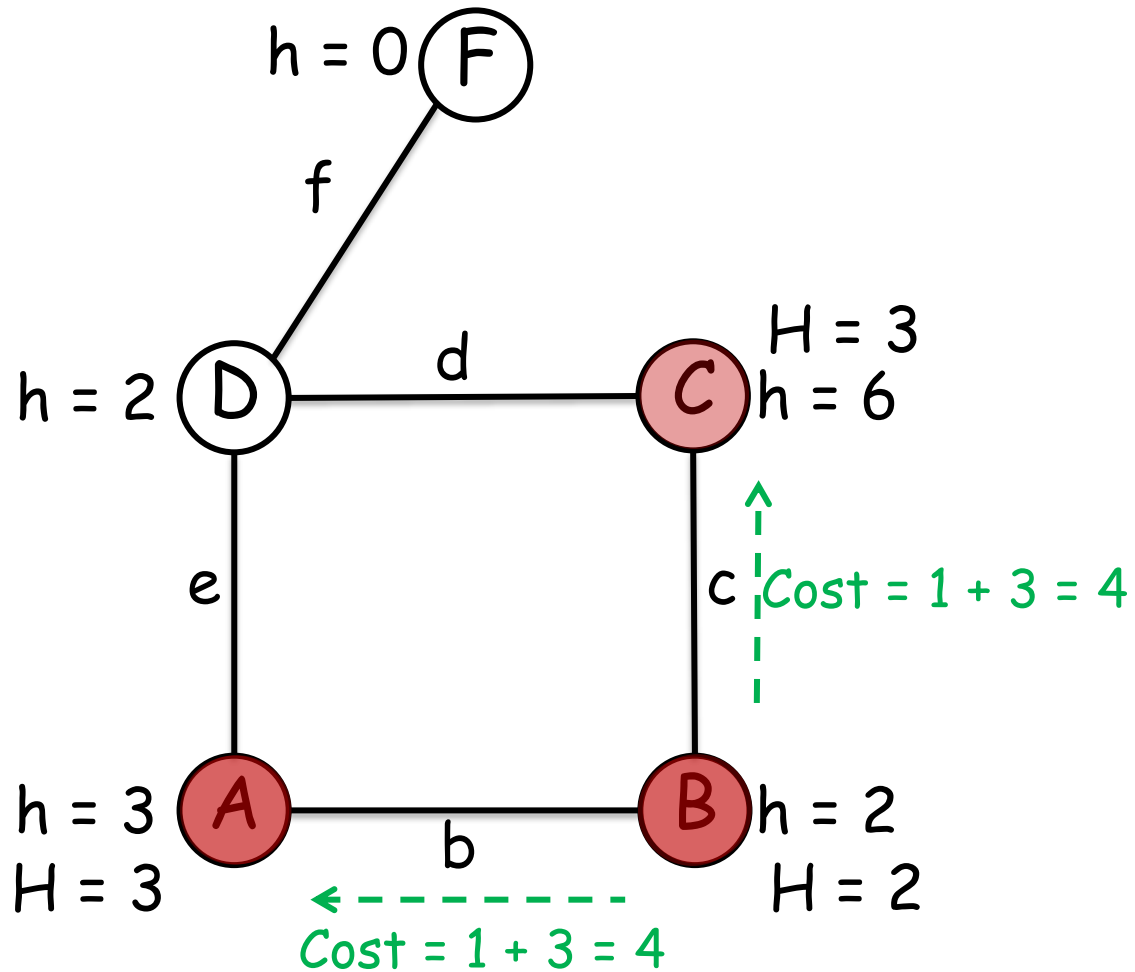 h = 0
F
f
H = 3
d
h = 2
D
C
h = 6
e
c
Cost = 1 + 3 = 4
h = 3
A
B
h = 2
b
H = 3
H = 2
Cost = 1 + 3 = 4